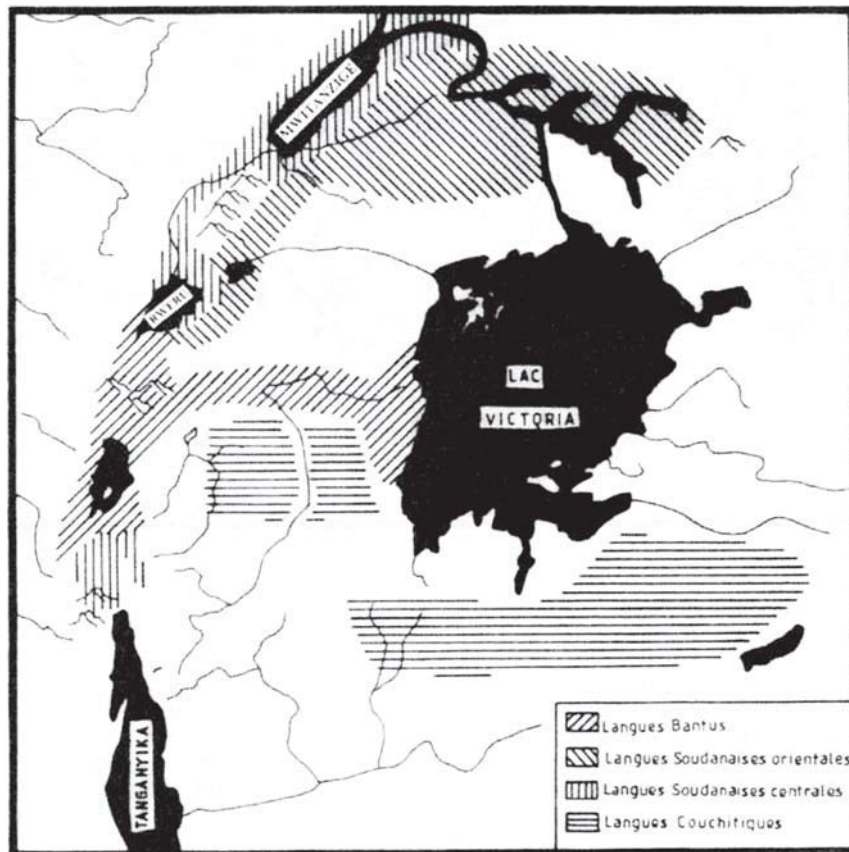 MWITANZIGE
RWERU
LAC
VICTORIA
TANGANYIKA
Langues Bantus
Langues Soudanaises orientales
Langues Soudanaises centrales
Langues Couchitiques